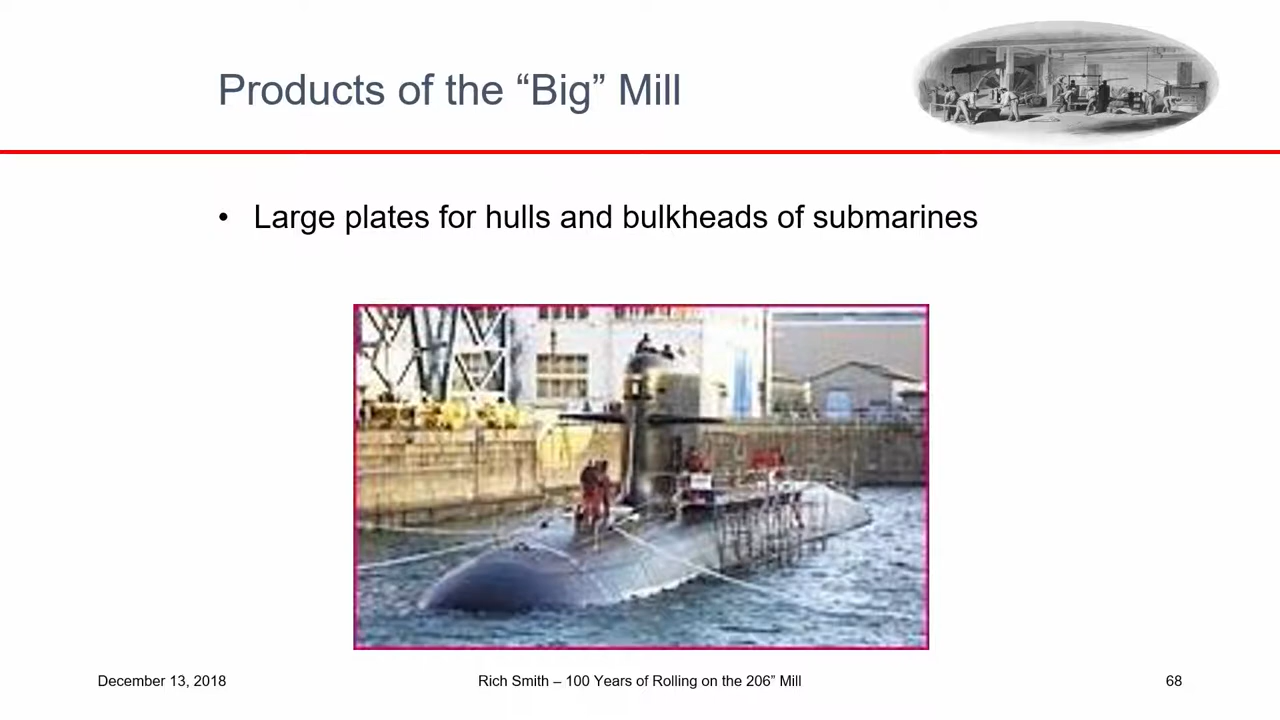 Products of the “Big” Mill
• Large plates for hulls and bulkheads of submarines
December 13, 2018
Rich Smith – 100 Years of Rolling on the 206” Mill
68